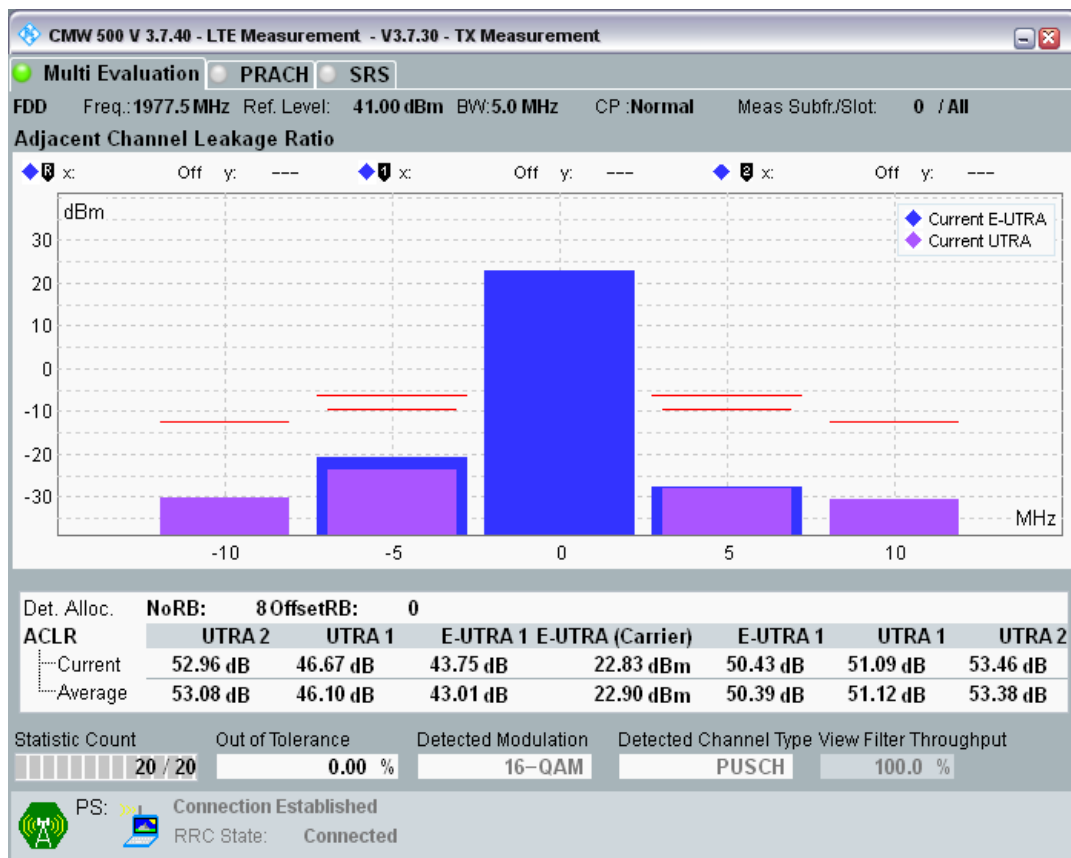 CMW 500 V 3.7.40 - LTE Measurement - V3.7.30 - TX Measurement
Multi Evaluation PRACH SRS
FDD Freq.:1977.5 MHz Ref. Level: 41.00 dBm BW:5.0 MHz CP :Normal Meas Subfr./Slot: 0 / All
Adjacent Channel Leakage Ratio
R x: Off y: --- 1 x: Off y: --- 2 x: Off y: ---
dBm
Current E-UTRA
Current UTRA
30
20
10
0
-10
-20
-30
MHz
-10 -5 0 5 10
Det. Alloc. NoRB: 8 OffsetRB: 0
ACLR UTRA 2 UTRA 1 E-UTRA 1 E-UTRA (Carrier) E-UTRA 1 UTRA 1 UTRA 2
Current 52.96 dB 46.67 dB 43.75 dB 22.83 dBm 50.43 dB 51.09 dB 53.46 dB
Average 53.08 dB 46.10 dB 43.01 dB 22.90 dBm 50.39 dB 51.12 dB 53.38 dB
Statistic Count Out of Tolerance Detected Modulation Detected Channel Type View Filter Throughput
20 / 20 0.00 % 16-QAM PUSCH 100.0 %
PS: Connection Established
RRC State: Connected